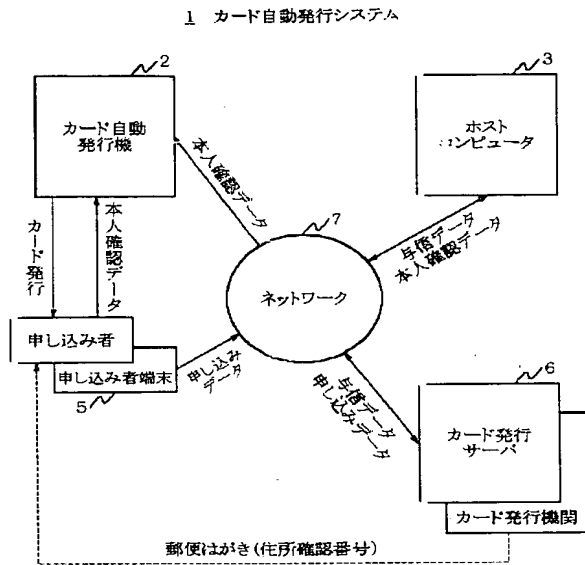 1 カード自動発行システム
2
カード自動
発行機
3
ホスト
コンピュータ
本人確認データ
7
カード発行
本人確認データ
与信データ
本人確認データ
ネットワーク
申し込み者
申し込み者端末
5
申し込み
データ
与信データ
申し込みデータ
6
カード発行
サーバ
カード発行機関
郵便はがき(住所確認番号)